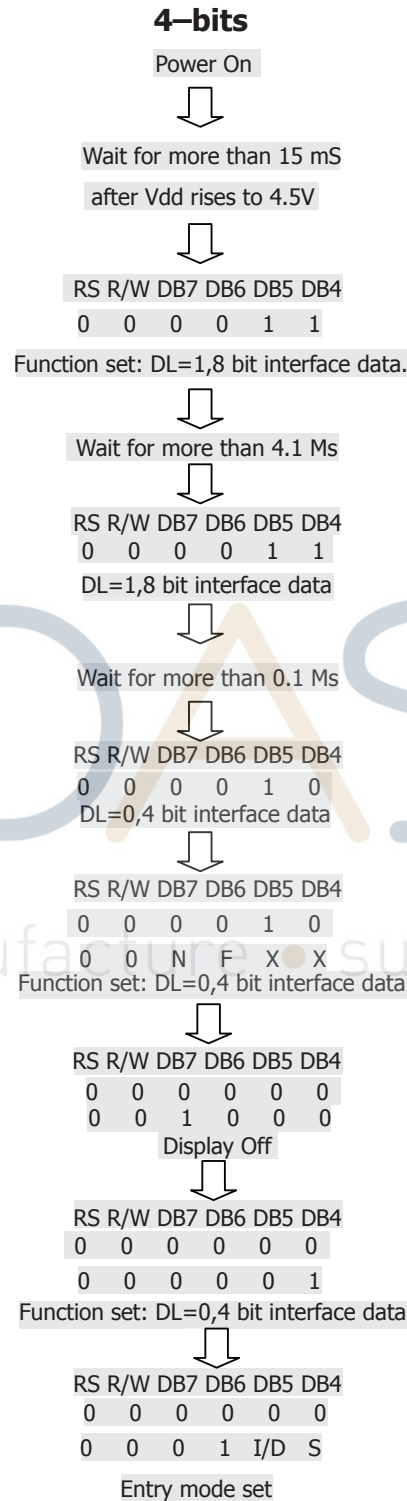 4–bits
Power On
Wait for more than 15 mS
after Vdd rises to 4.5V
RS R/W DB7 DB6 DB5 DB4
0 0 0 0 1 1
Function set: DL=1,8 bit interface data.
Wait for more than 4.1 Ms
RS R/W DB7 DB6 DB5 DB4
0 0 0 0 1 1
DL=1,8 bit interface data
Wait for more than 0.1 Ms
RS R/W DB7 DB6 DB5 DB4
0 0 0 0 1 0
DL=0,4 bit interface data
RS R/W DB7 DB6 DB5 DB4
0 0 0 0 1 0
0 0 N F X X
Function set: DL=0,4 bit interface data
RS R/W DB7 DB6 DB5 DB4
0 0 0 0 0 0
0 0 1 0 0 0
Display Off
RS R/W DB7 DB6 DB5 DB4
0 0 0 0 0 0
0 0 0 0 0 1
Function set: DL=0,4 bit interface data
RS R/W DB7 DB6 DB5 DB4
0 0 0 0 0 0
0 0 0 1 I/D S
Entry mode set